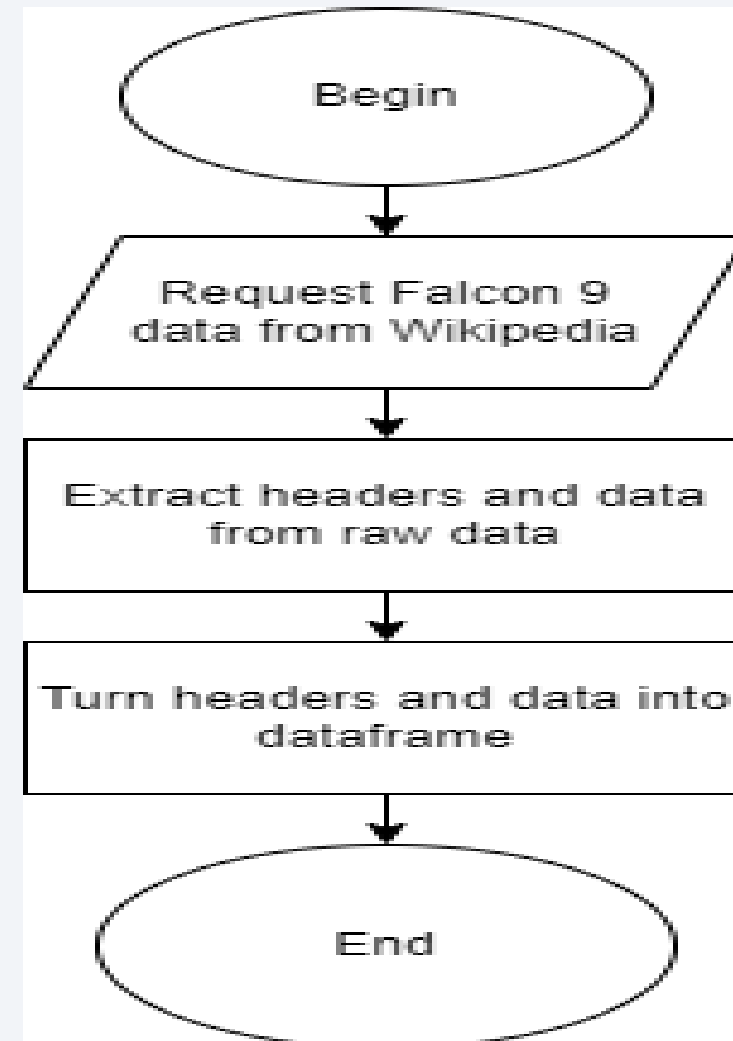 Begin
Request Falcon 9
data from Wikipedia
Extract headers and data
from raw data
Turn headers and data into
dataframe
End